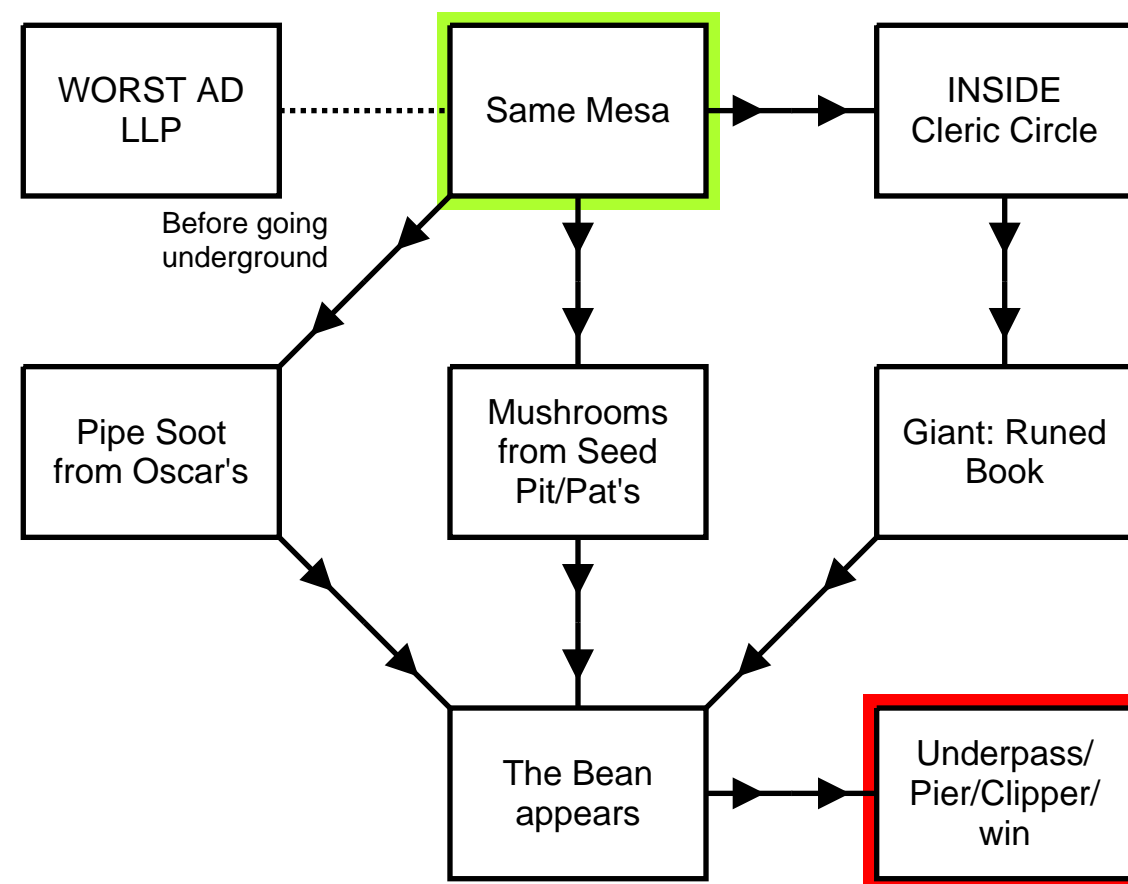 WORST AD
LLP
Same Mesa
INSIDE
Cleric Circle
Before going
underground
Pipe Soot
from Oscar's
Mushrooms
from Seed
Pit/Pat's
Giant: Runed
Book
The Bean
appears
Underpass/
Pier/Clipper/
win